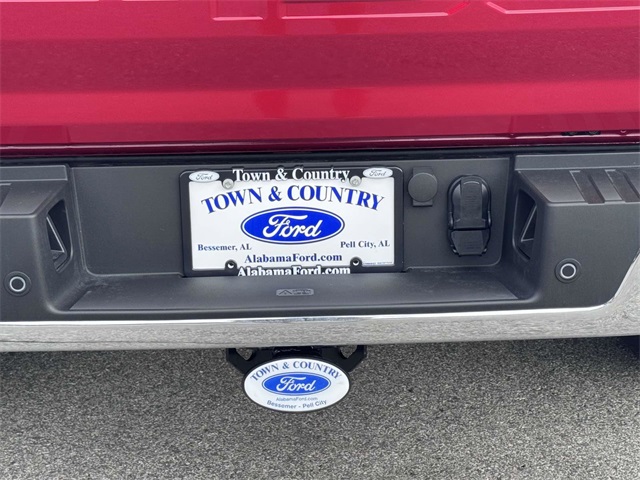 Town & Country
Ford Ford
TOWN & COUNTRY
Ford
Bessemer, AL Pell City, AL
AlabamaFord.com
AlabamaFord.com
TOWN & COUNTRY
Ford
AlabamaFord.com
Bessemer - Pell City